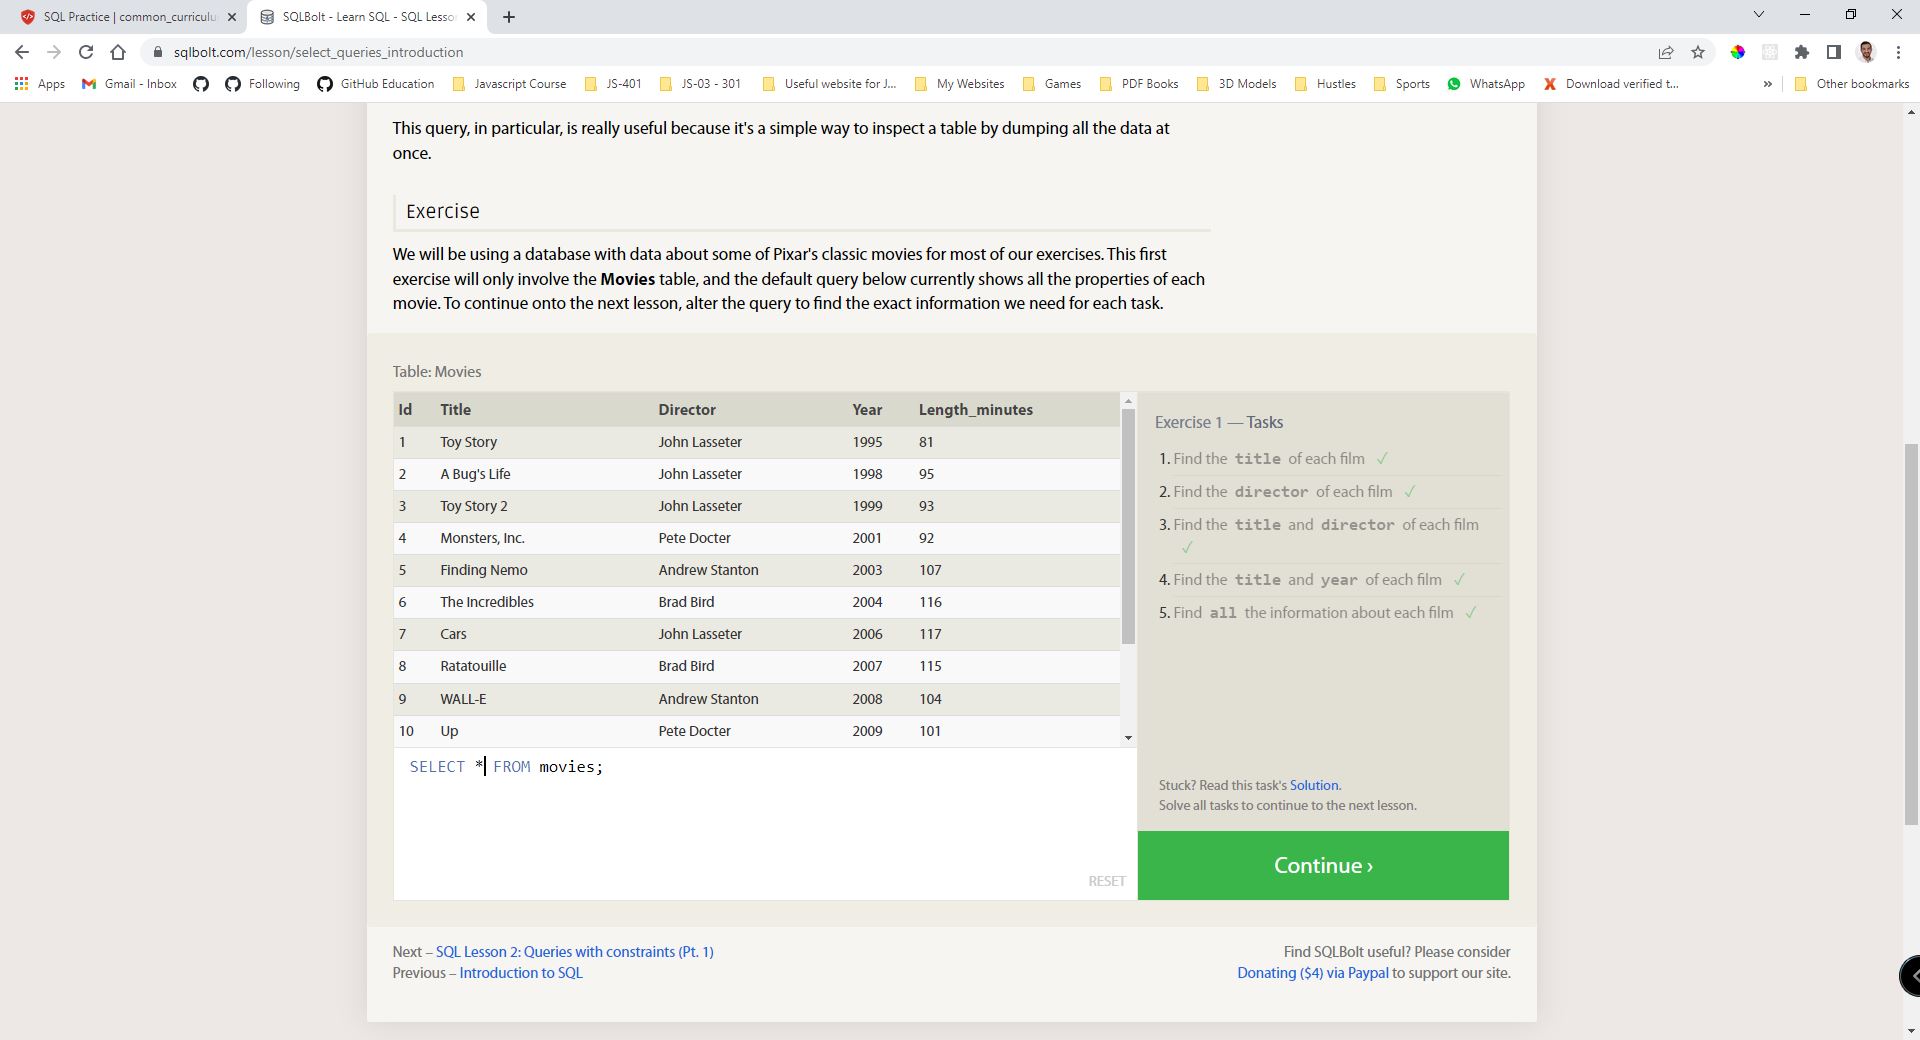 SQL Practice | common_curriculu
SQLBolt - Learn SQL - SQL Lesso
sqlbolt.com/lesson/select_queries_introduction
Apps
Gmail - Inbox
Following
GitHub Education
Javascript Course
JS-401
JS-03 - 301
Useful website for J...
My Websites
Games
PDF Books
3D Models
Hustles
Sports
WhatsApp
Download verified t...
»
Other bookmarks
This query, in particular, is really useful because it's a simple way to inspect a table by dumping all the data at
once.
Exercise
We will be using a database with data about some of Pixar's classic movies for most of our exercises. This first
exercise will only involve the Movies table, and the default query below currently shows all the properties of each
movie. To continue onto the next lesson, alter the query to find the exact information we need for each task.
Table: Movies
Id Title Director Year Length_minutes
1 Toy Story John Lasseter 1995 81
2 A Bug's Life John Lasseter 1998 95
3 Toy Story 2 John Lasseter 1999 93
4 Monsters, Inc. Pete Docter 2001 92
5 Finding Nemo Andrew Stanton 2003 107
6 The Incredibles Brad Bird 2004 116
7 Cars John Lasseter 2006 117
8 Ratatouille Brad Bird 2007 115
9 WALL-E Andrew Stanton 2008 104
10 Up Pete Docter 2009 101
SELECT * FROM movies;
RESET
Exercise 1 — Tasks
1. Find the title of each film ✓
2. Find the director of each film ✓
3. Find the title and director of each film
✓
4. Find the title and year of each film ✓
5. Find all the information about each film ✓
Stuck? Read this task's Solution.
Solve all tasks to continue to the next lesson.
Continue ›
Next – SQL Lesson 2: Queries with constraints (Pt. 1)
Previous – Introduction to SQL
Find SQLBolt useful? Please consider
Donating ($4) via Paypal to support our site.